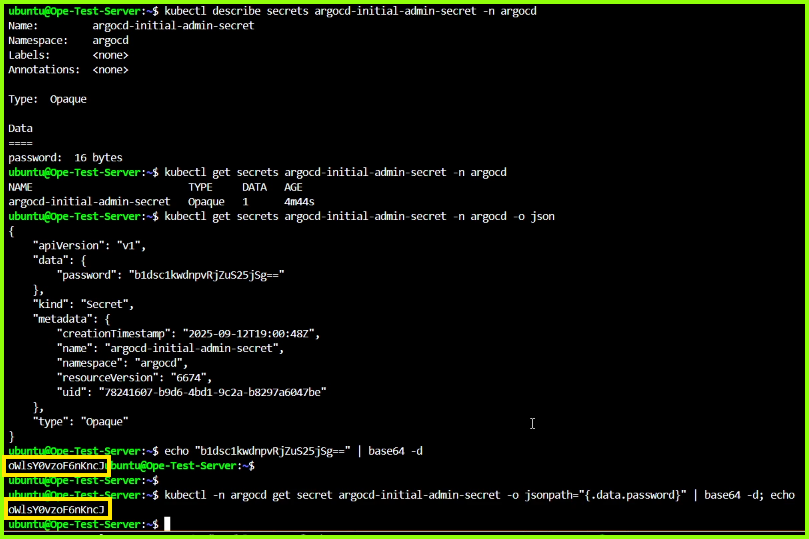 ubuntu@Ope-Test-Server:~$ kubectl describe secrets argocd-initial-admin-secret -n argocd
Name:         argocd-initial-admin-secret
Namespace:    argocd
Labels:       <none>
Annotations:  <none>

Type:  Opaque

Data
====
password:  16 bytes
ubuntu@Ope-Test-Server:~$ kubectl get secrets argocd-initial-admin-secret -n argocd
NAME                          TYPE     DATA   AGE
argocd-initial-admin-secret   Opaque   1      4m44s
ubuntu@Ope-Test-Server:~$ kubectl get secrets argocd-initial-admin-secret -n argocd -o json
{
    "apiVersion": "v1",
    "data": {
        "password": "b1dsc1kwdnpvRjZuS25jSg=="
    },
    "kind": "Secret",
    "metadata": {
        "creationTimestamp": "2025-09-12T19:00:48Z",
        "name": "argocd-initial-admin-secret",
        "namespace": "argocd",
        "resourceVersion": "6674",
        "uid": "78241607-b9d6-4bd1-9c2a-b8297a6047be"
    },
    "type": "Opaque"
}
ubuntu@Ope-Test-Server:~$ echo "b1dsc1kwdnpvRjZuS25jSg==" | base64 -d
oWlsY0vzoF6nKncJubuntu@Ope-Test-Server:~$
ubuntu@Ope-Test-Server:~$
ubuntu@Ope-Test-Server:~$ kubectl -n argocd get secret argocd-initial-admin-secret -o jsonpath="{.data.password}" | base64 -d; echo
oWlsY0vzoF6nKncJ
ubuntu@Ope-Test-Server:~$